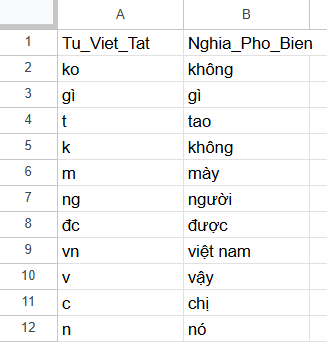 A B
1 Tu_Viet_Tat Nghia_Pho_Bien
2 ko không
3 gì gì
4 t tao
5 k không
6 m mày
7 ng người
8 đc được
9 vn việt nam
10 v vậy
11 c chị
12 n nó